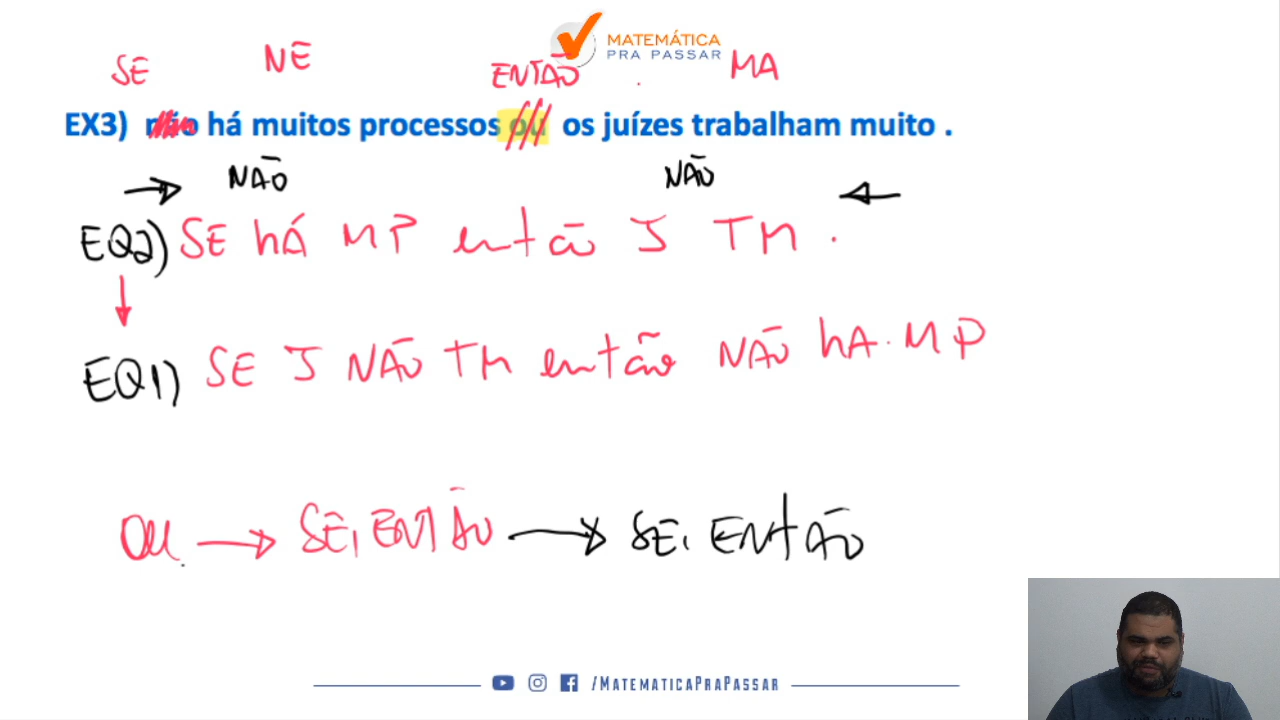 MATEMÁTICA
PRA PASSAR
SE NE ENTÃO MA
EX3) não há muitos processos ou os juízes trabalham muito .
NÃO NÃO
EQ2) SE há MP então J TM .
EQ1) SE J NÃO TM então NÃO hA. MP
OU → SE, ENTÃO → SE, ENTÃO
/MatematicaPraPassar